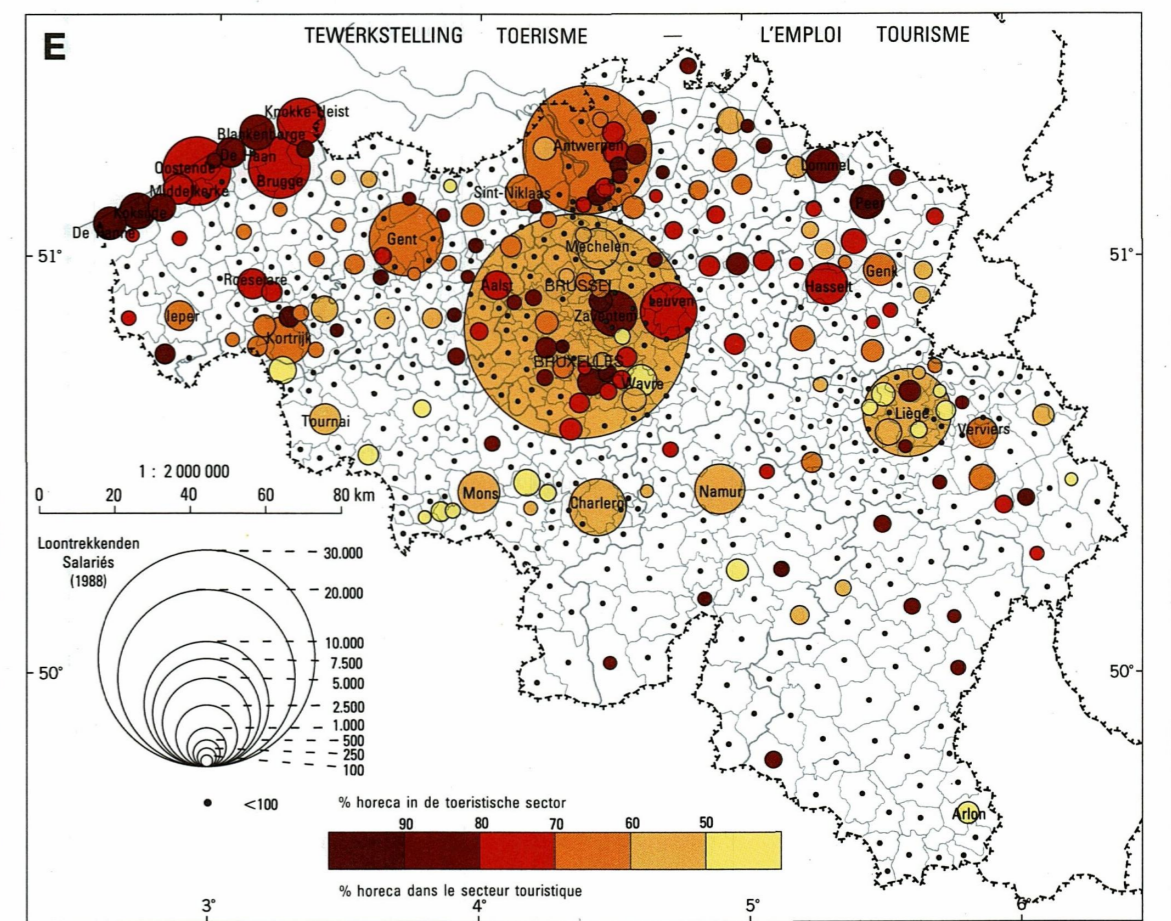 E
TEWERKSTELLING TOERISME — L'EMPLOI TOURISME
Knokke-Heist
Blankenberge
De Haan
Oostende
Brugge
Middelkerke
Koksijde
De Panne
Antwerpen
Sint-Niklaas
Lommel
Peer
51°
51°
Gent
Mechelen
Genk
Roeselare
Aalst
BRUSSEL
Hasselt
Leuven
Ieper
Zaventem
Kortrijk
BRUXELLES
Wavre
Tournai
Liège
Verviers
1 : 2 000 000
0 20 40 60 80 km
Mons
Charleroi
Namur
Loontrekkenden
Salariés
(1988)
30.000
20.000
10.000
7.500
5.000
2.500
1.000
500
250
100
<100
50°
50°
% horeca in de toeristische sector
90 80 70 60 50
% horeca dans le secteur touristique
Arlon
3° 4° 5° 6°